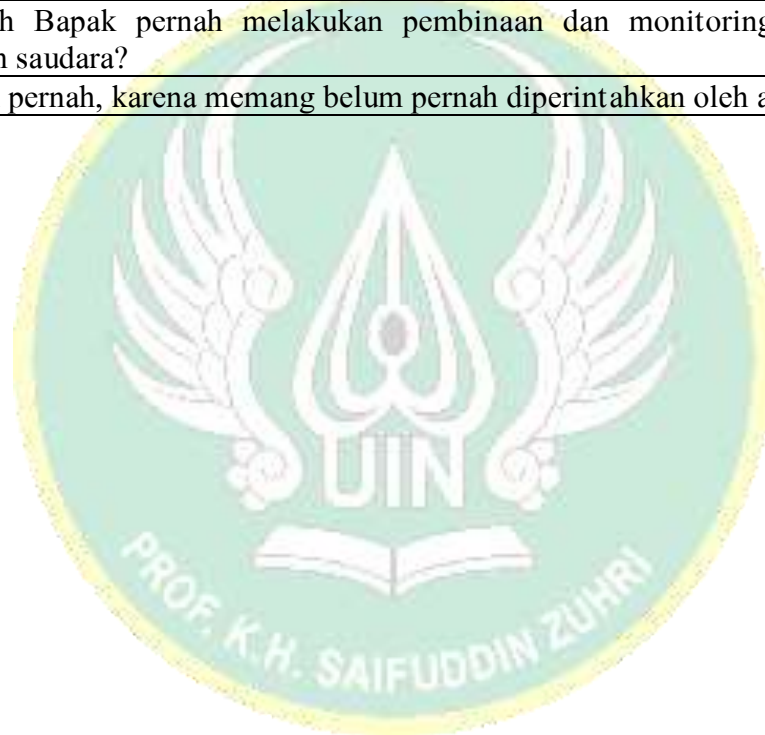 h Bapak pernah melakukan pembinaan dan monitoring
n saudara?
pernah, karena memang belum pernah diperintahkan oleh a
UIN
PROF. K.H. SAIFUDDIN ZUHRI